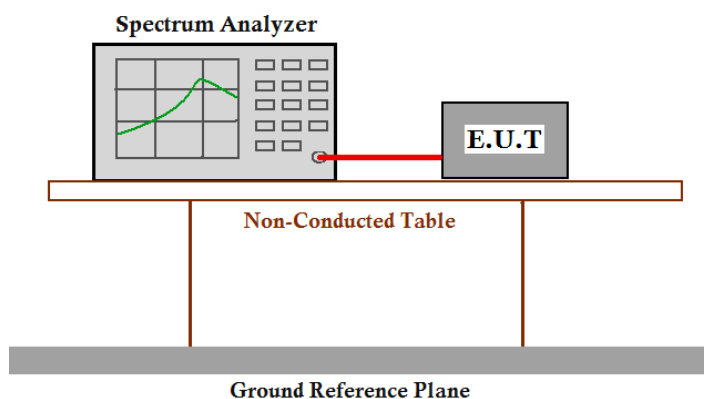 Spectrum Analyzer
E.U.T
Non-Conducted Table
Ground Reference Plane